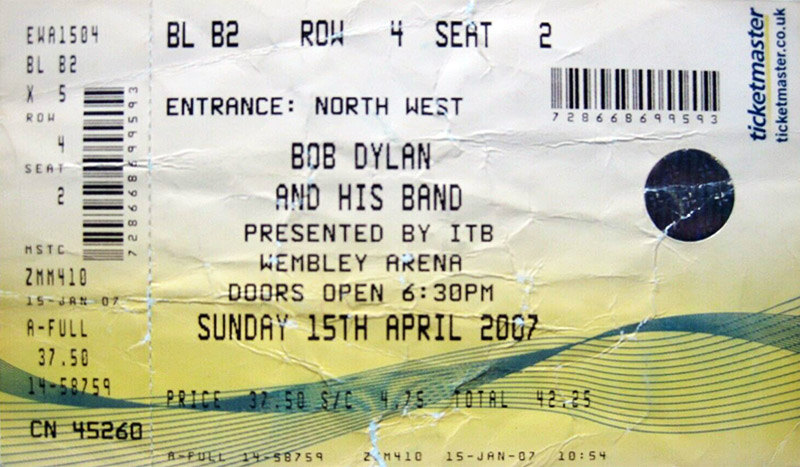 EWA1504
BL B2
X 5
ROW
4
SEAT
2
MSTC
ZMM410
15-JAN 07
A-FULL
37.50
14-58759
CN 45260
728668699593
BL B2 ROW 4 SEAT 2
ENTRANCE: NORTH WEST
728668699593
BOB DYLAN
AND HIS BAND
PRESENTED BY ITB
WEMBLEY ARENA
DOORS OPEN 6:30PM
SUNDAY 15TH APRIL 2007
PRICE 37.50 S/C 4.75 TOTAL 42.25
A-FULL 14-58759 ZMM410 15-JAN-07 10:54
ticketmaster
ticketmaster.co.uk